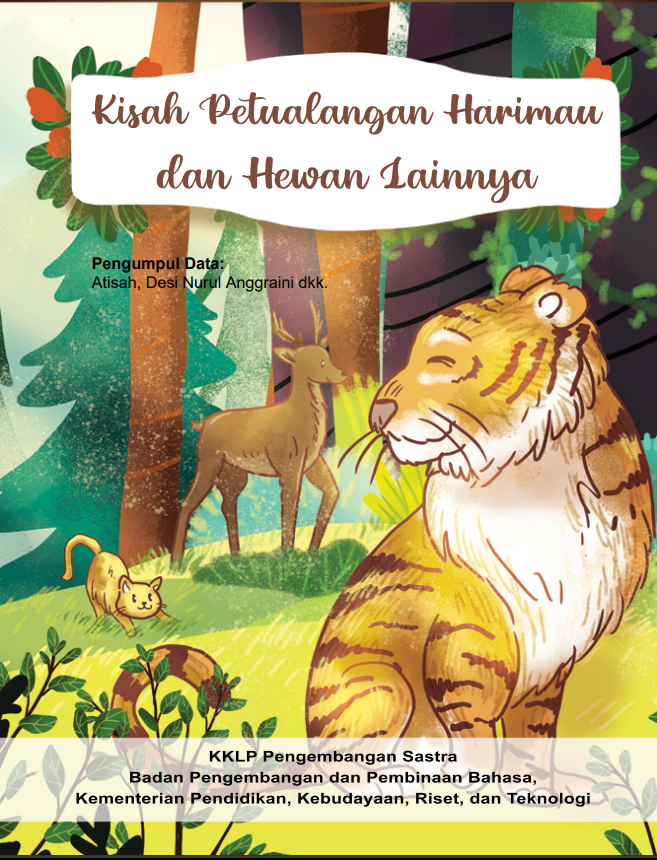 Kisah Petualangan Harimau
dan Hewan Lainnya
Pengumpul Data:
Atisah, Desi Nurul Anggraini dkk.
KKLP Pengembangan Sastra
Badan Pengembangan dan Pembinaan Bahasa,
Kementerian Pendidikan, Kebudayaan, Riset, dan Teknologi